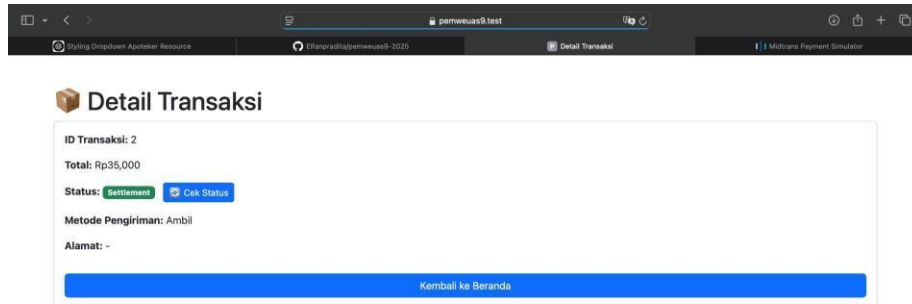 pemweuas9.test
Styling Dropdown Apoteker Resource
Elfanpradita/pemweuas9-2025
Detail Transaksi
Midtrans Payment Simulator
Detail Transaksi
ID Transaksi: 2
Total: Rp35,000
Status: Settlement Cek Status
Metode Pengiriman: Ambil
Alamat: -
Kembali ke Beranda